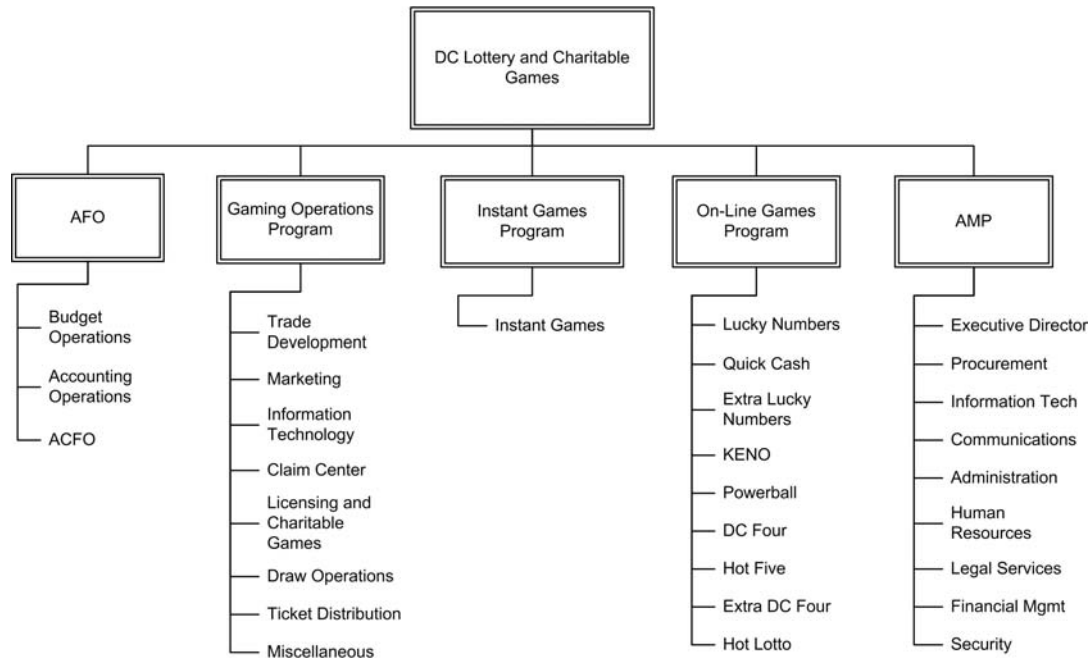 DC Lottery and Charitable
Games
AFO
Gaming Operations
Program
Instant Games
Program
On-Line Games
Program
AMP
Budget
Operations
Accounting
Operations
ACFO
Trade
Development
Marketing
Information
Technology
Claim Center
Licensing and
Charitable
Games
Draw Operations
Ticket Distribution
Miscellaneous
Instant Games
Lucky Numbers
Quick Cash
Extra Lucky
Numbers
KENO
Powerball
DC Four
Hot Five
Extra DC Four
Hot Lotto
Executive Director
Procurement
Information Tech
Communications
Administration
Human
Resources
Legal Services
Financial Mgmt
Security